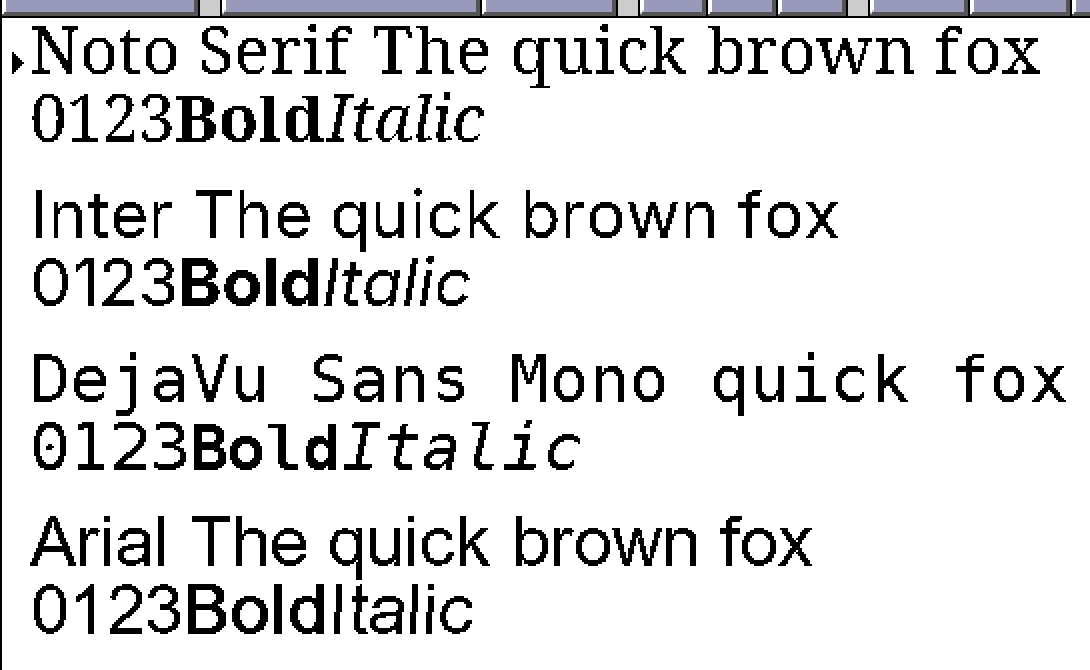 Noto Serif The quick brown fox
0123BoldItalic
Inter The quick brown fox
0123BoldItalic
DejaVu Sans Mono quick fox
0123BoldItalic
Arial The quick brown fox
0123BoldItalic